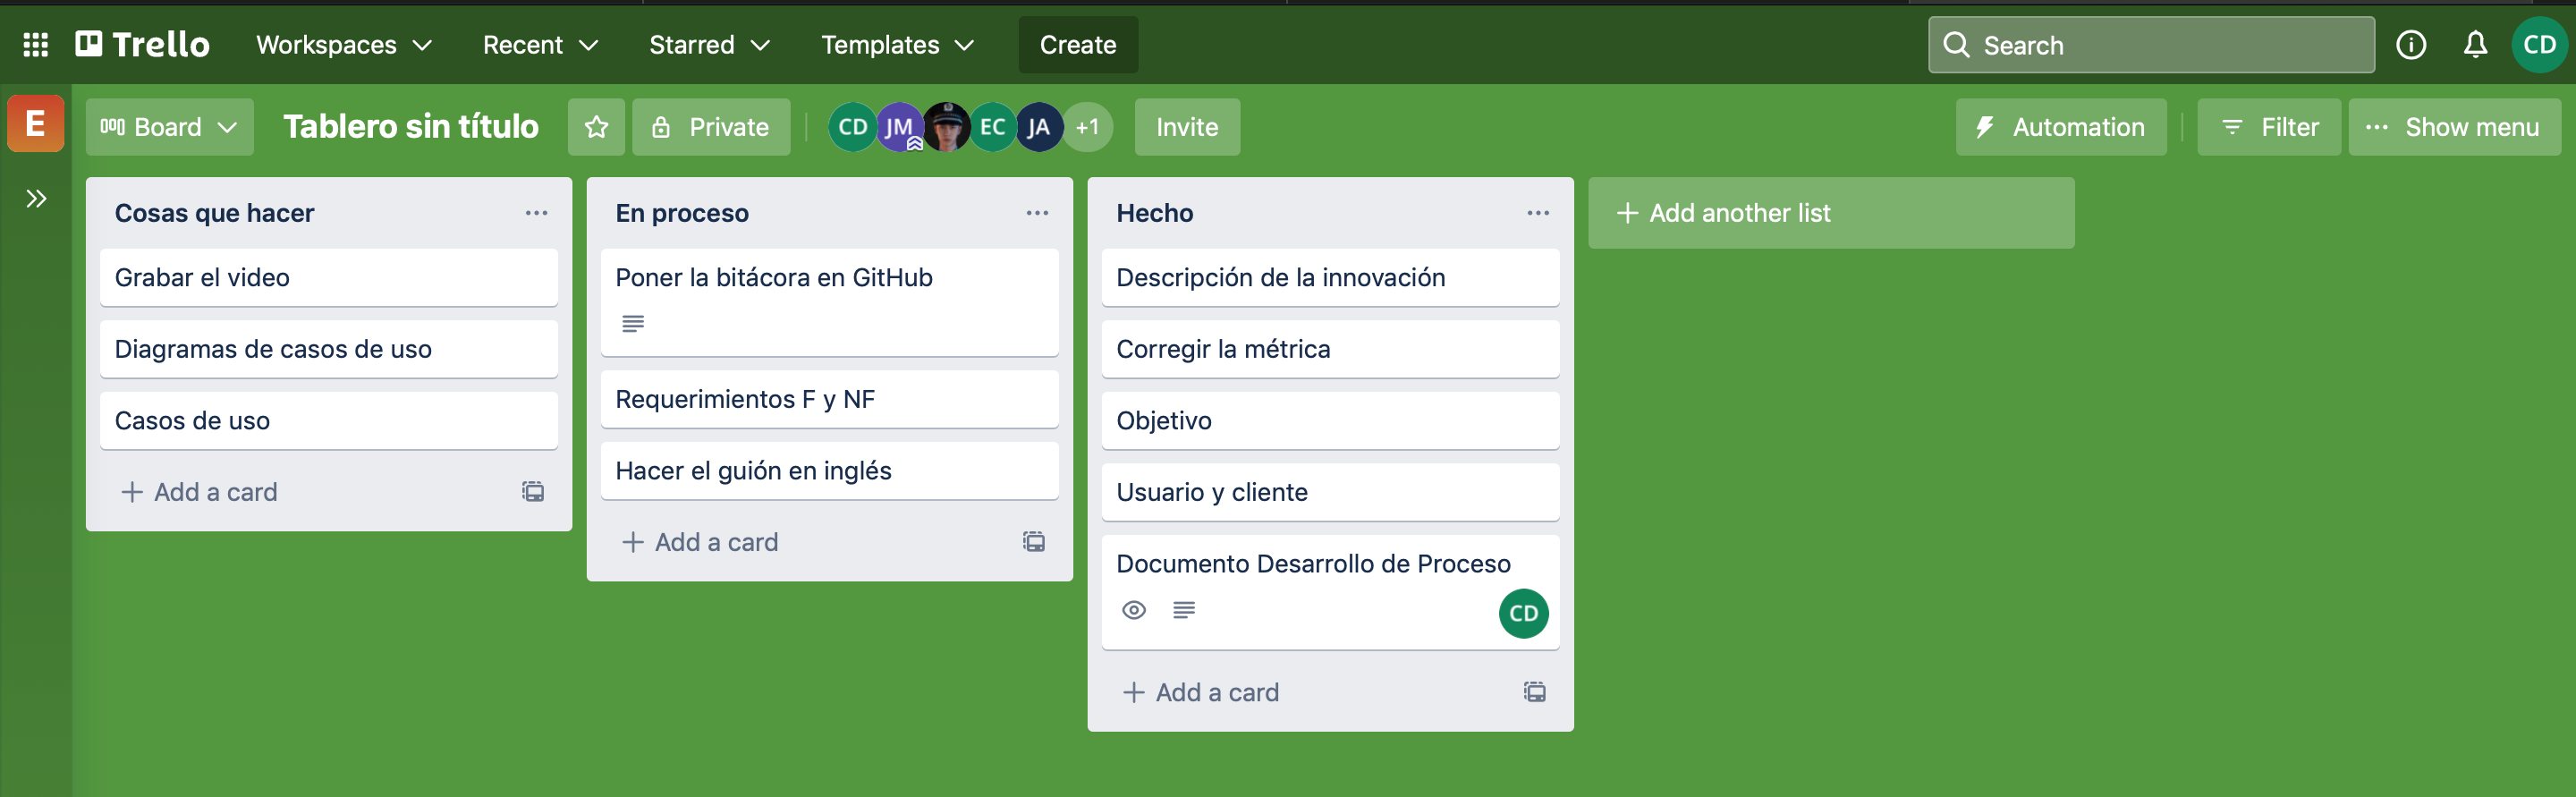 Trello Workspaces Recent Starred Templates Create Search CD
E Board Tablero sin título Private CD JM EC JA +1 Invite Automation Filter Show menu
Cosas que hacer
Grabar el video
Diagramas de casos de uso
Casos de uso
Add a card
En proceso
Poner la bitácora en GitHub
Requerimientos F y NF
Hacer el guión en inglés
Add a card
Hecho
Descripción de la innovación
Corregir la métrica
Objetivo
Usuario y cliente
Documento Desarrollo de Proceso
CD
Add a card
Add another list